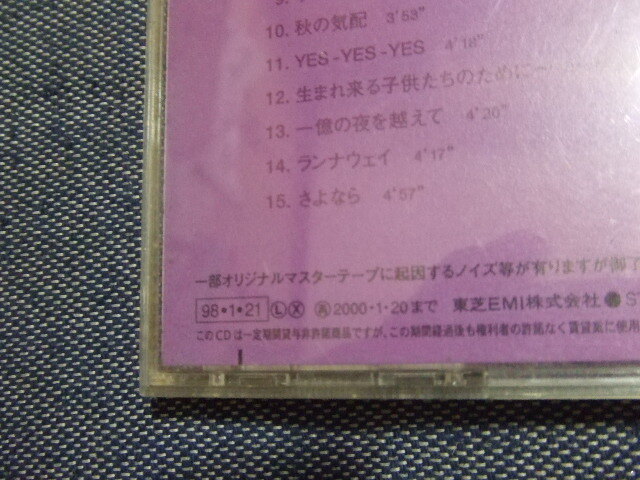 9.
10. 秋の気配 3'53"
11. YES-YES-YES 4'18"
12. 生まれ来る子供たちのために
13. 一億の夜を越えて 4'20"
14. ランナウェイ 4'17"
15. さよなら 4'57"
一部オリジナルマスターテープに起因するノイズ等が有りますが御了
98・1・21 Ⓛ Ⓧ 2000・1・20まで 東芝EMI株式会社
このCDは一定期間貸与非許諾商品ですが、この期間経過後も権利者の許諾なく賃貸業に使用